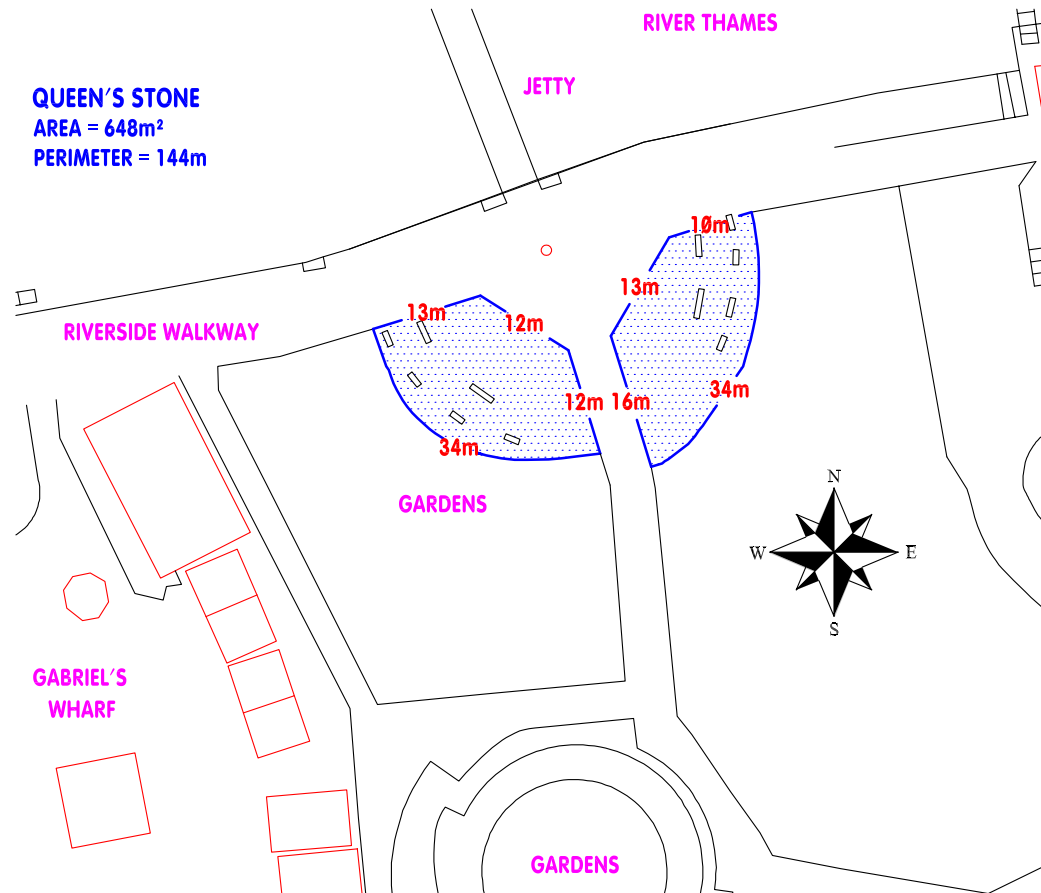 RIVER THAMES
JETTY
QUEEN'S STONE
AREA = 648m²
PERIMETER = 144m
10m
13m
13m
12m
RIVERSIDE WALKWAY
34m
12m
16m
34m
GARDENS
N
W
E
S
GABRIEL'S
WHARF
GARDENS